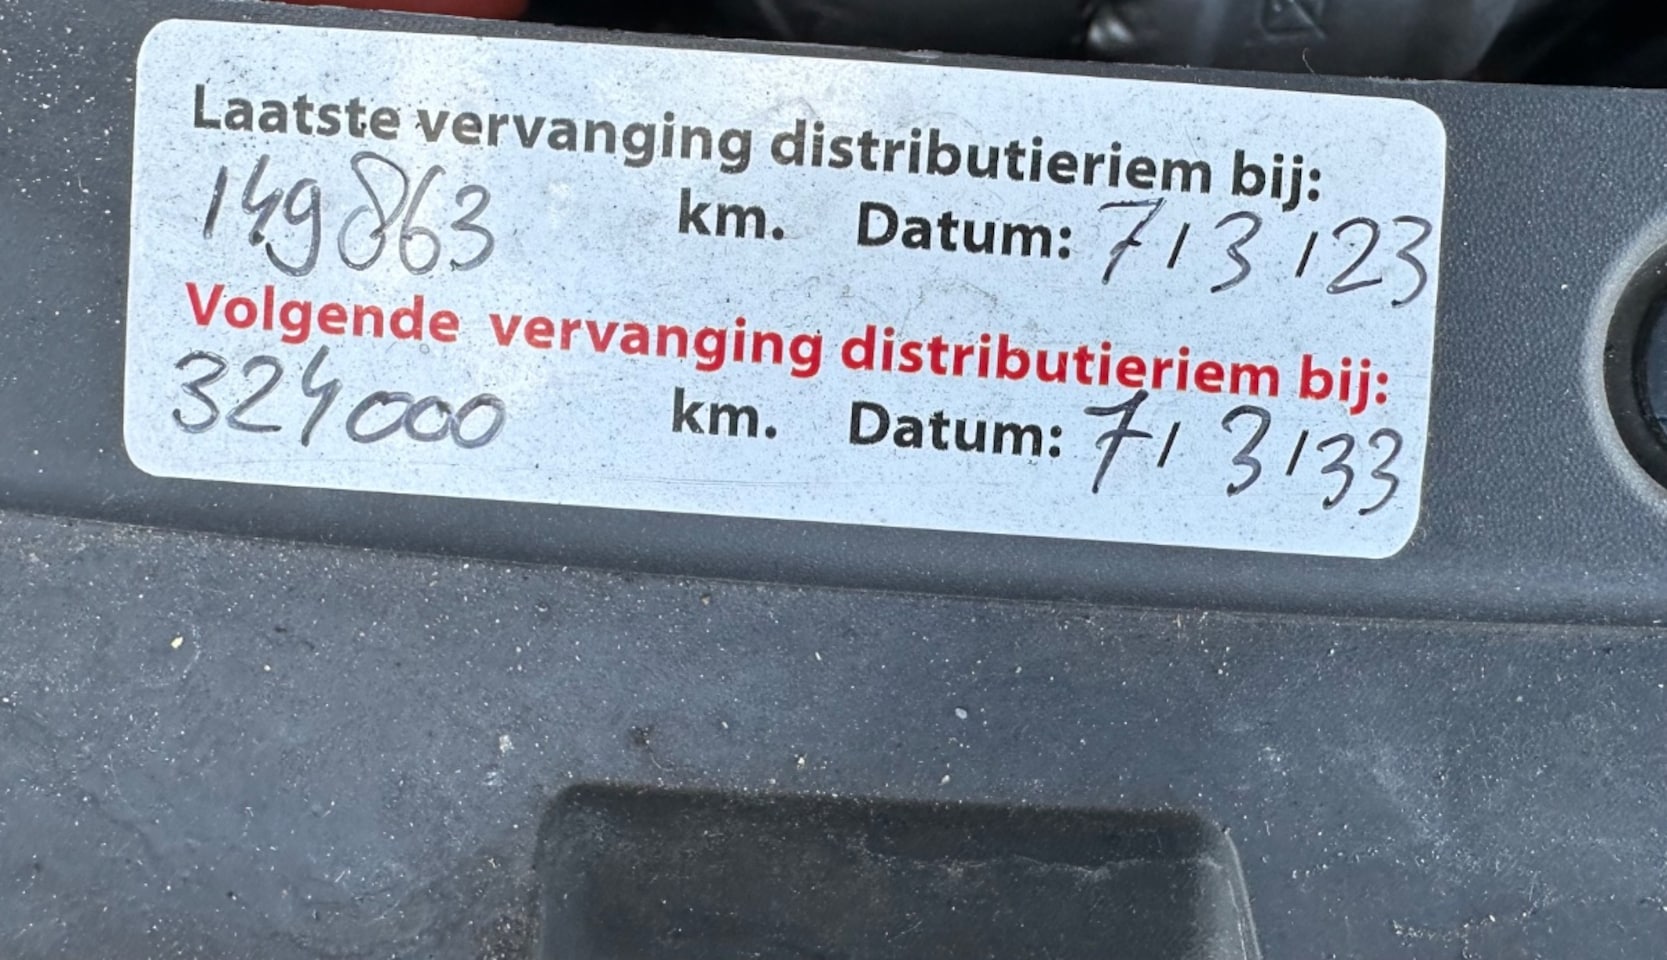 Laatste vervanging distributieriem bij:
149863 km. Datum: 7/3/23
Volgende vervanging distributieriem bij:
324000 km. Datum: 7/3/33